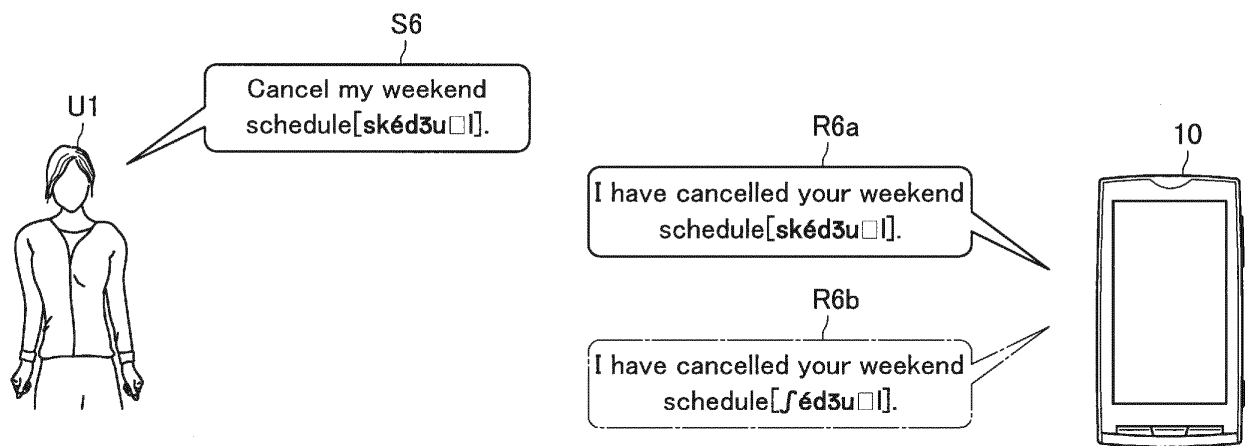 S6
Cancel my weekend
schedule[skédʒu□l].
U1
R6a
10
I have cancelled your weekend
schedule[skédʒu□l].
R6b
I have cancelled your weekend
schedule[ʃédʒu□l].